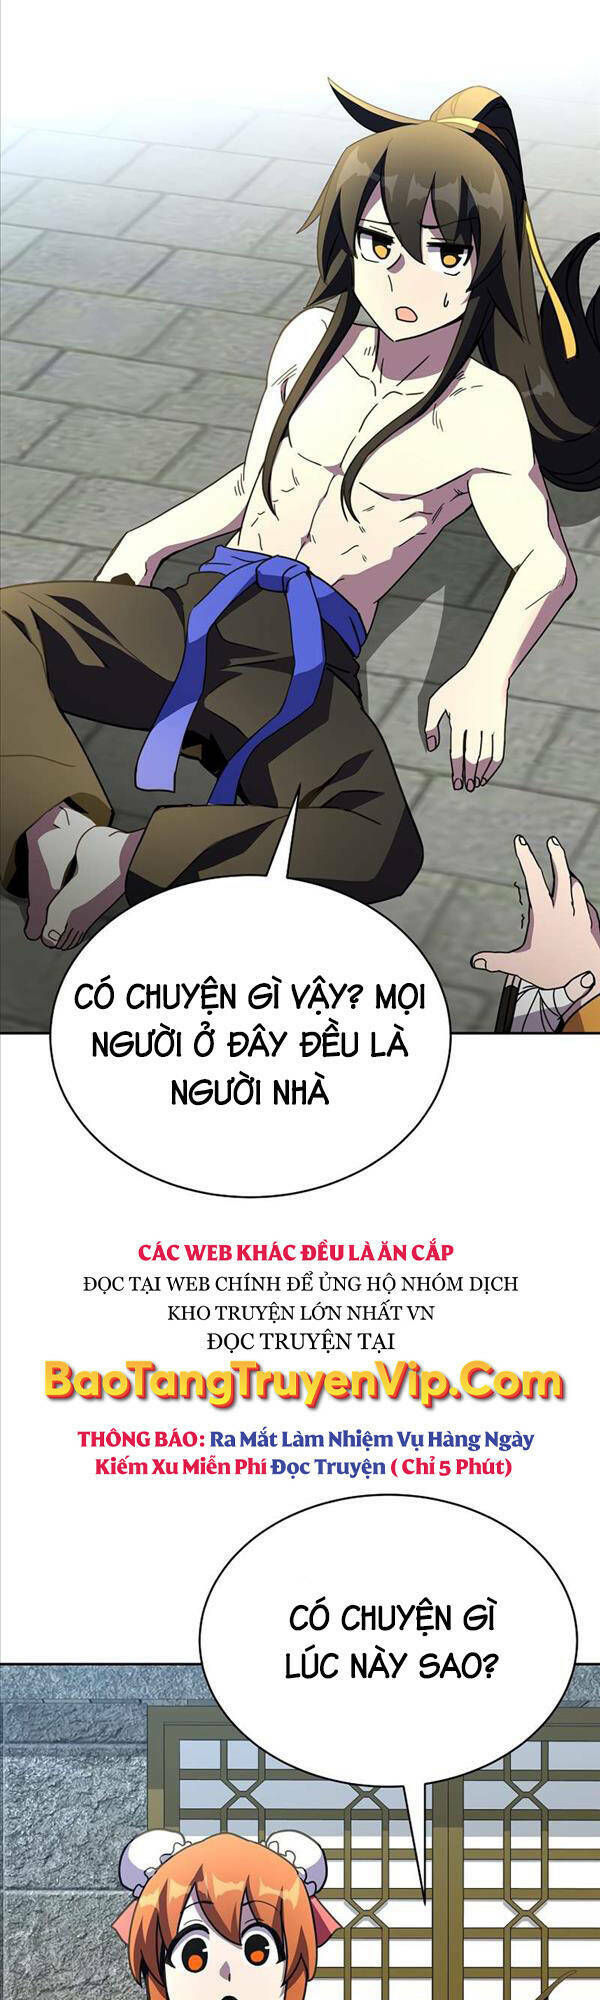 CÓ CHUYỆN GÌ VẬY? MỌI
NGƯỜI Ở ĐÂY ĐỀU LÀ
NGƯỜI NHÀ
CÁC WEB KHÁC ĐỀU LÀ ĂN CẮP
ĐỌC TẠI WEB CHÍNH ĐỂ ỦNG HỘ NHÓM DỊCH
KHO TRUYỆN LỚN NHẤT VN
ĐỌC TRUYỆN TẠI
BaoTangTruyenVip.Com
THÔNG BÁO: Ra Mắt Làm Nhiệm Vụ Hàng Ngày
Kiếm Xu Miễn Phí Đọc Truyện ( Chỉ 5 Phút)
CÓ CHUYỆN GÌ
LÚC NÀY SAO?